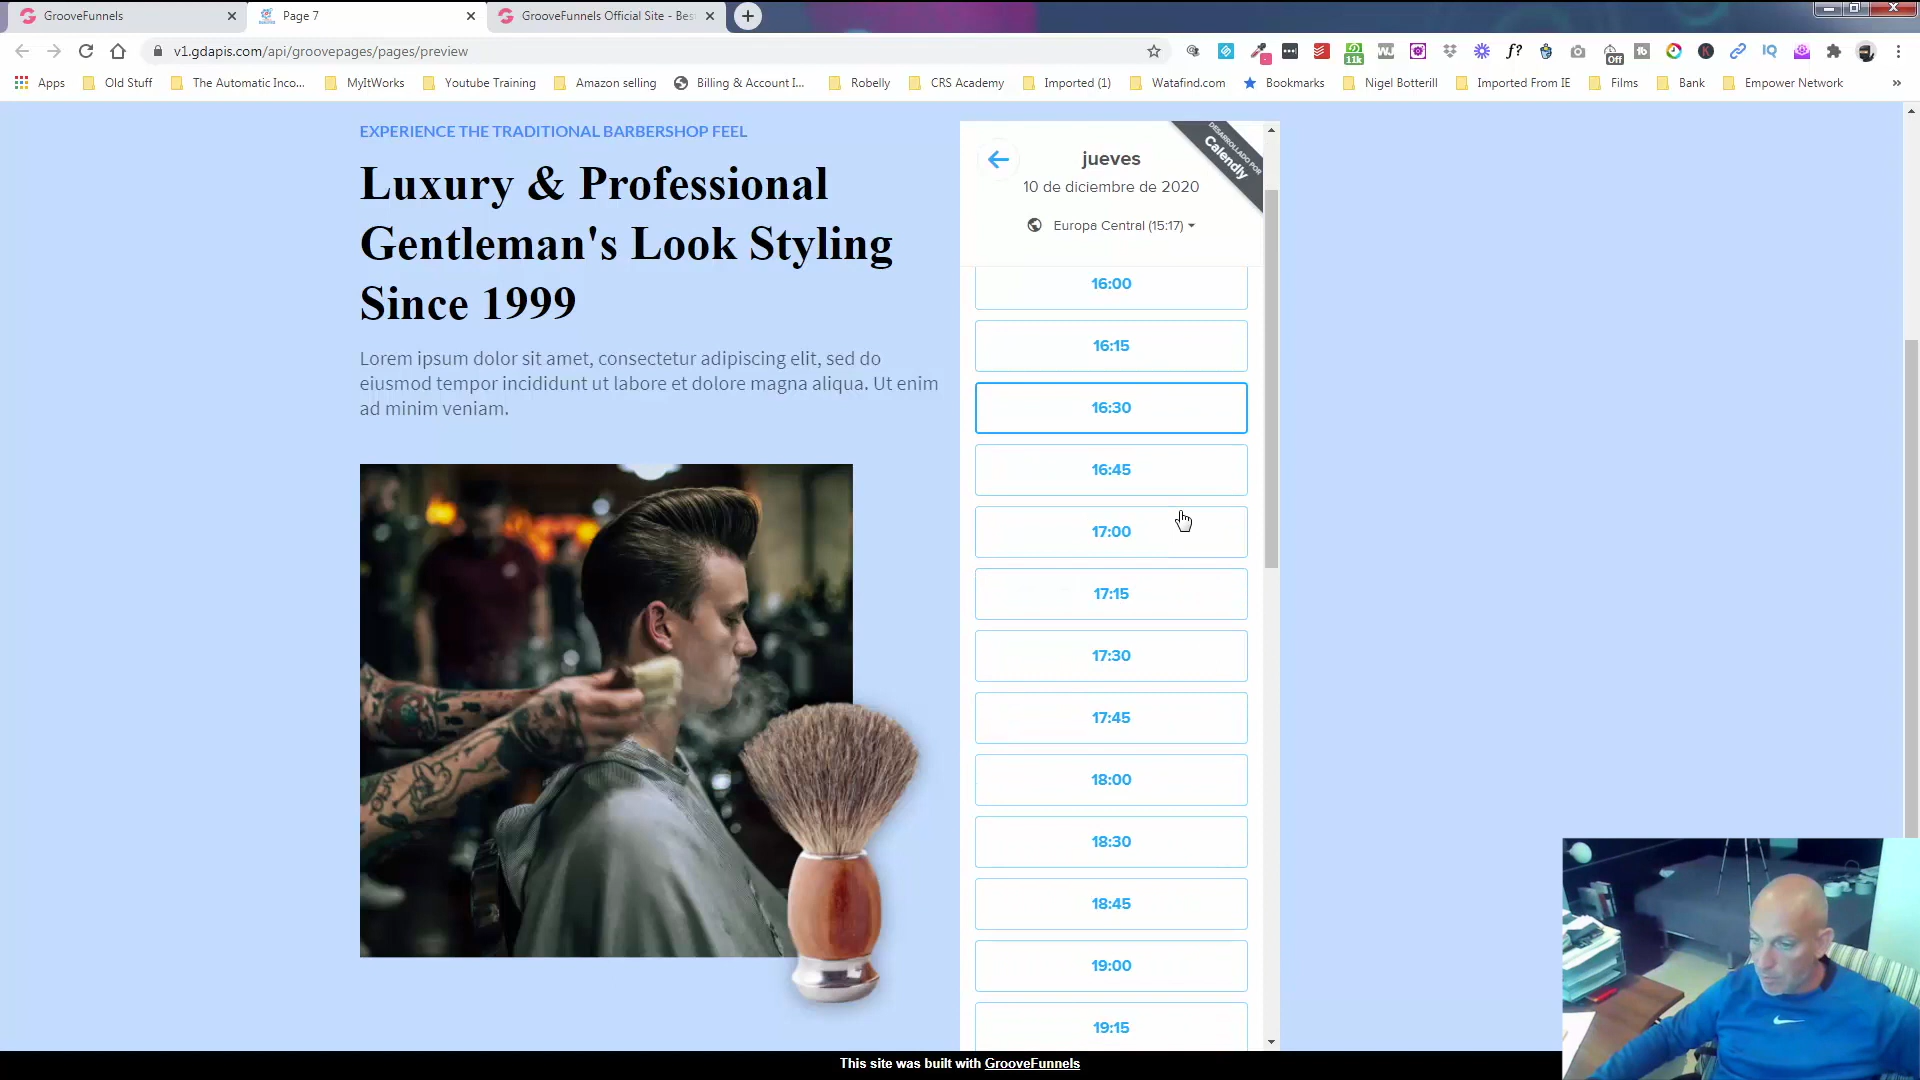 GrooveFunnels
Page 7
GrooveFunnels Official Site - Bes
v1.gdapis.com/api/groovepages/pages/preview
11k
Off
Apps
Old Stuff
The Automatic Inco...
MyItWorks
Youtube Training
Amazon selling
Billing & Account I...
Robelly
CRS Academy
Imported (1)
Watafind.com
Bookmarks
Nigel Botterill
Imported From IE
Films
Bank
Empower Network
EXPERIENCE THE TRADITIONAL BARBERSHOP FEEL
Luxury & Professional
Gentleman's Look Styling
Since 1999
Lorem ipsum dolor sit amet, consectetur adipiscing elit, sed do
eiusmod tempor incididunt ut labore et dolore magna aliqua. Ut enim
ad minim veniam.
DESARROLLADO POR
Calendly
jueves
10 de diciembre de 2020
Europa Central (15:17)
16:00
16:15
16:30
16:45
17:00
17:15
17:30
17:45
18:00
18:30
18:45
19:00
19:15
This site was built with GrooveFunnels